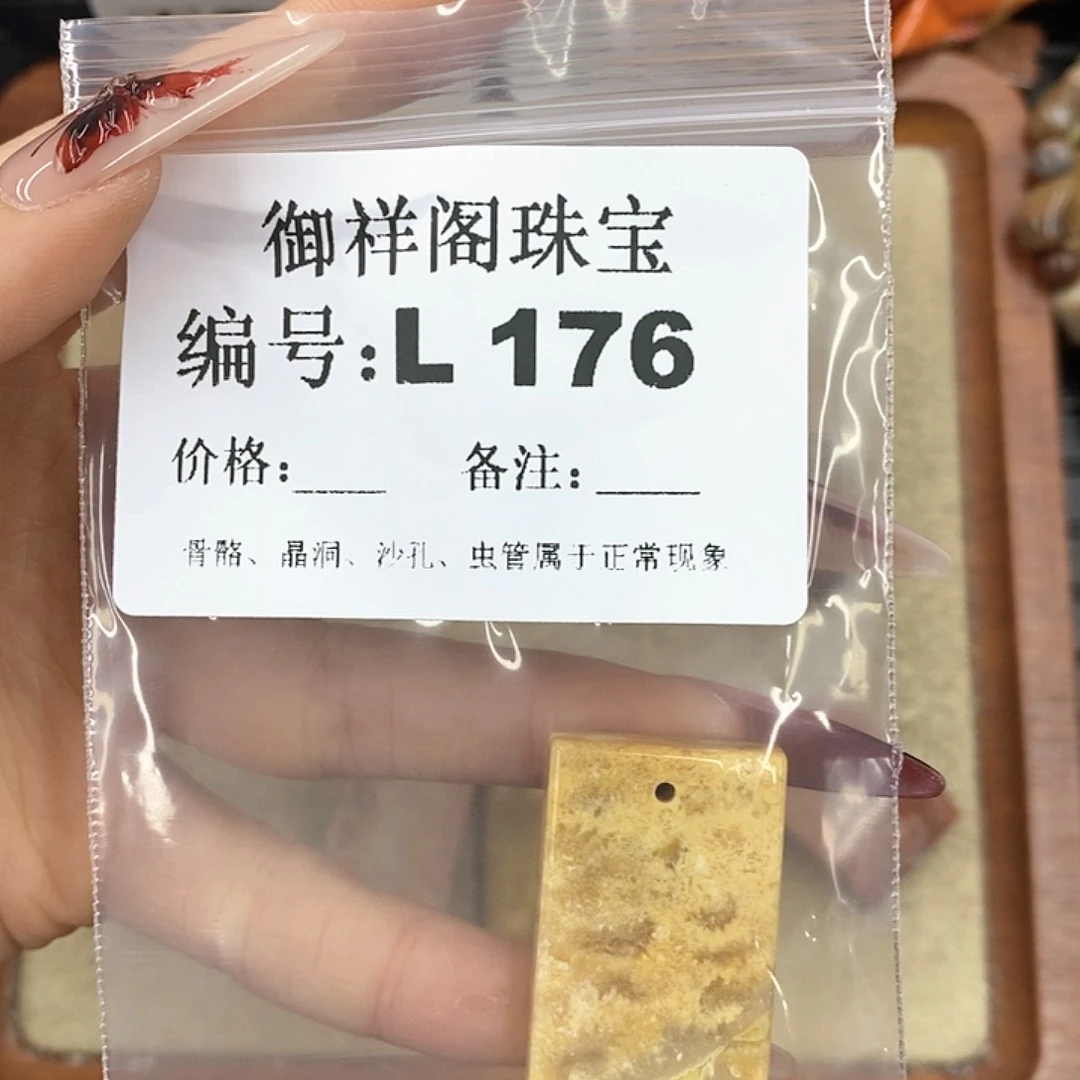 御祥阁珠宝
编号:L 176
价格:____ 备注:____
骨骼、晶洞、沙孔、虫管属于正常现象